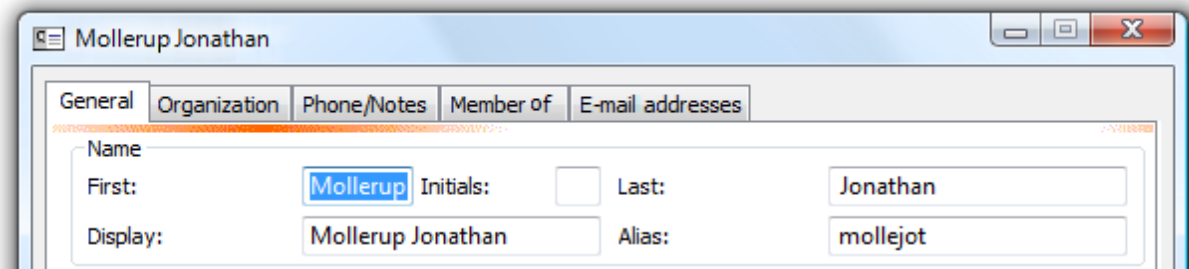 Mollerup Jonathan
General Organization Phone/Notes Member of E-mail addresses
Name
First: Mollerup Initials: Last: Jonathan
Display: Mollerup Jonathan Alias: mollejot